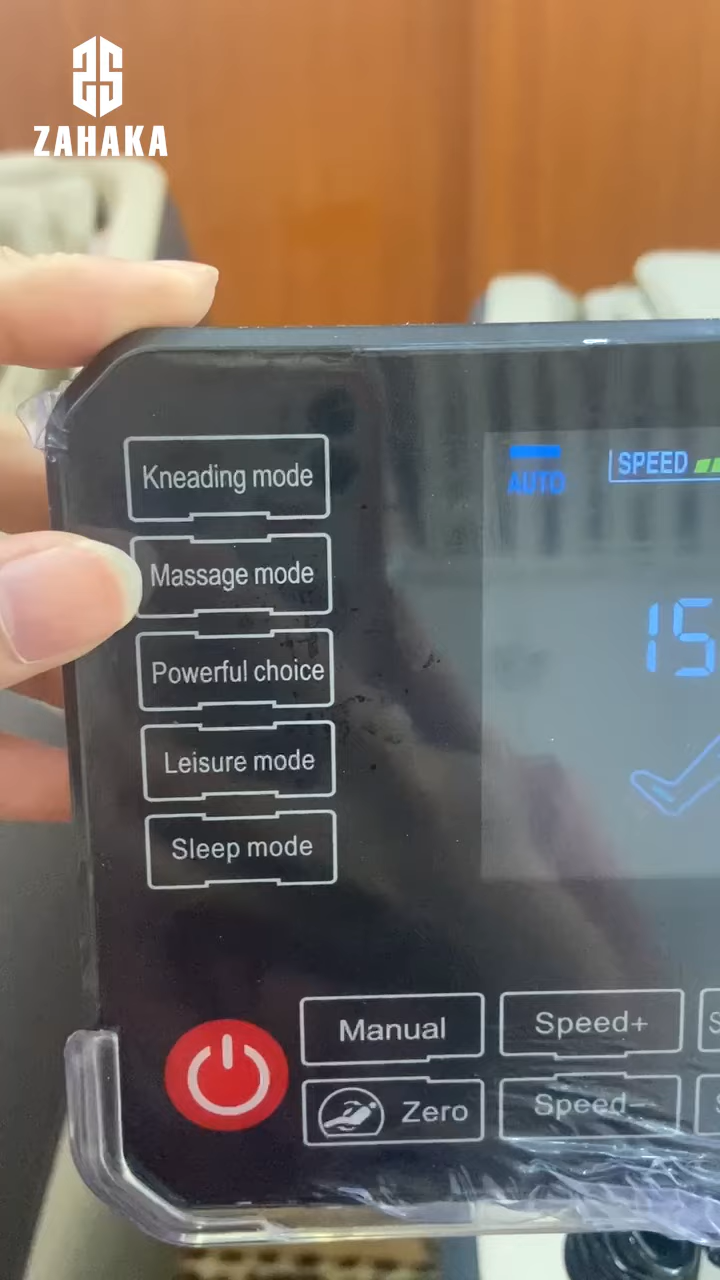 ZAHAKA
Kneading mode
AUTO
SPEED
Massage mode
15
Powerful choice
Leisure mode
Sleep mode
Manual
Speed+
Zero
Speed-